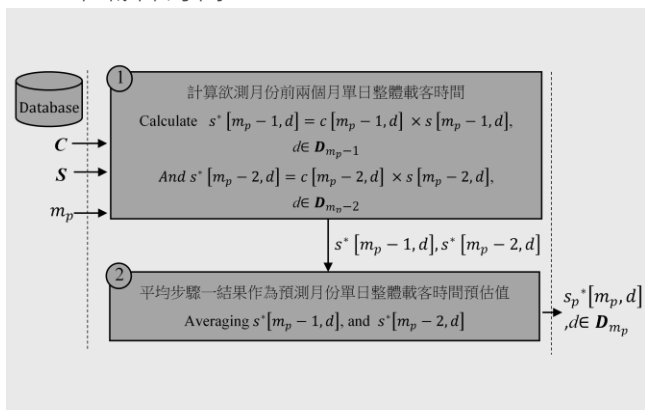 1
計算欲測月份前兩個月單日整體載客時間
Database
Calculate s* [m_p − 1, d] = c [m_p − 1, d] × s [m_p − 1, d],
C
d∈ D_{m_p−1}
S
And s* [m_p − 2, d] = c [m_p − 2, d] × s [m_p − 2, d],
m_p
d∈ D_{m_p−2}
s* [m_p − 1, d], s* [m_p − 2, d]
2
平均步驟一結果作為預測月份單日整體載客時間預估值
Averaging s*[m_p − 1, d], and s*[m_p − 2, d]
s_p*[m_p, d]
,d∈ D_{m_p}